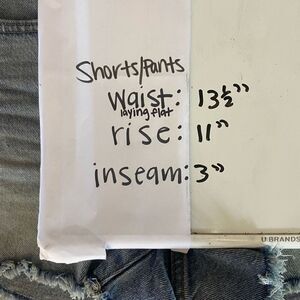 Shorts/Pants
waist: 13½"
laying flat
rise: 11"
inseam: 3"
U BRANDS